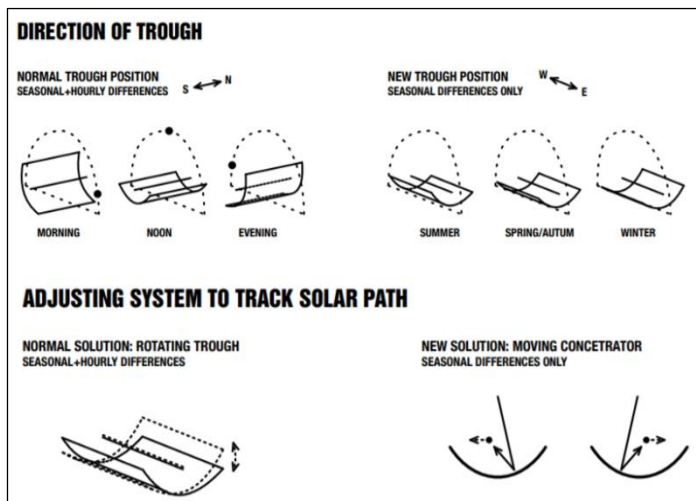 DIRECTION OF TROUGH
NORMAL TROUGH POSITION
SEASONAL+HOURLY DIFFERENCES
S N
MORNING NOON EVENING
NEW TROUGH POSITION
SEASONAL DIFFERENCES ONLY
W E
SUMMER SPRING/AUTUM WINTER
ADJUSTING SYSTEM TO TRACK SOLAR PATH
NORMAL SOLUTION: ROTATING TROUGH
SEASONAL+HOURLY DIFFERENCES
NEW SOLUTION: MOVING CONCETRATOR
SEASONAL DIFFERENCES ONLY